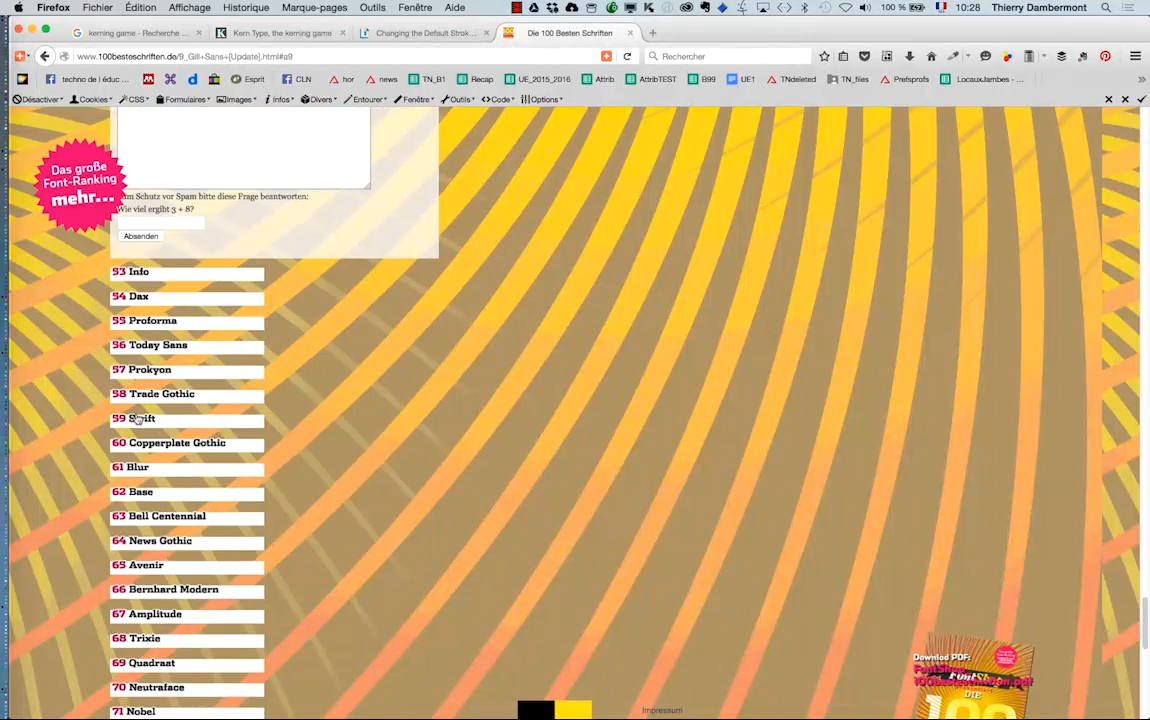 Firefox Fichier Édition Affichage Historique Marque-pages Outils Fenêtre Aide 100 % 10:28 Thierry Dambermont
kerning game - Recherche ... Kern Type, the kerning game Changing the Default Strok... Die 100 Besten Schriften
www.100besteschriften.de/9_Gill+Sans+[Update].html#a9 Rechercher
techno de l éduc ... Esprit CLN hor news TN_B1 Recap UE_2015_2016 Attrib AttribTEST B99 UE1 TNdeleted TN_files Prefsprofs LocauxJambes - ...
Désactiver Cookies CSS Formulaires Images Infos Divers Entourer Fenêtre Outils Code Options
Das große
Font-Ranking
mehr...
Schutz vor Spam bitte diese Frage beantworten:
Wie viel ergibt 3 + 8?
Absenden
53 Info
54 Dax
55 Proforma
56 Today Sans
57 Prokyon
58 Trade Gothic
59
60 Copperplate Gothic
61 Blur
62 Base
63 Bell Centennial
64 News Gothic
65 Avenir
66 Bernhard Modern
67 Amplitude
68 Trixie
69 Quadraat
70 Neutraface
71 Nobel
Downlod PDF:
FontShop
100besteschriften.pdf
FontSh
DIE
100
Impressum